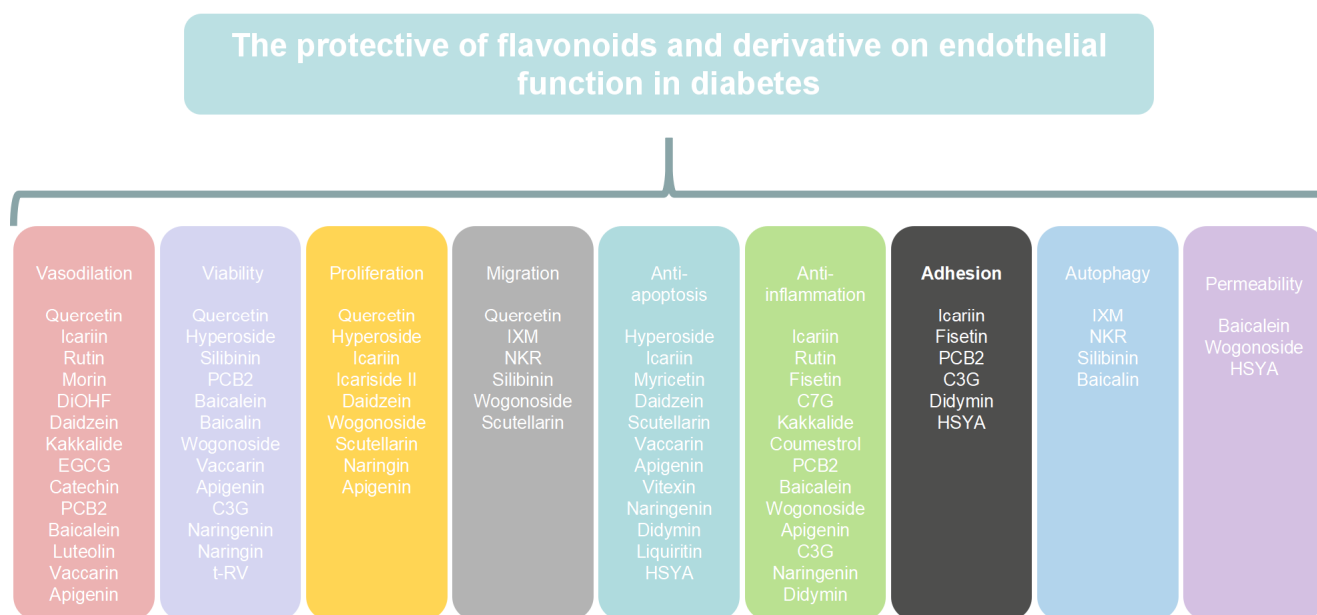 The protective of flavonoids and derivative on endothelial
function in diabetes
Vasodilation
Quercetin
Icariin
Rutin
Morin
DiOHF
Daidzein
Kakkalide
EGCG
Catechin
PCB2
Baicalein
Luteolin
Vaccarin
Apigenin
Viability
Quercetin
Hyperoside
Silibinin
PCB2
Baicalein
Baicalin
Wogonoside
Vaccarin
Apigenin
C3G
Naringenin
Naringin
t-RV
Proliferation
Quercetin
Hyperoside
Icariin
Icariside II
Daidzein
Wogonoside
Scutellarin
Naringin
Apigenin
Migration
Quercetin
IXM
NKR
Silibinin
Wogonoside
Scutellarin
Anti-
apoptosis
Hyperoside
Icariin
Myricetin
Daidzein
Scutellarin
Vaccarin
Apigenin
Vitexin
Naringenin
Didymin
Liquiritin
HSYA
Anti-
inflammation
Icariin
Rutin
Fisetin
C7G
Kakkalide
Coumestrol
PCB2
Baicalein
Wogonoside
Apigenin
C3G
Naringenin
Didymin
Adhesion
Icariin
Fisetin
PCB2
C3G
Didymin
HSYA
Autophagy
IXM
NKR
Silibinin
Baicalin
Permeability
Baicalein
Wogonoside
HSYA